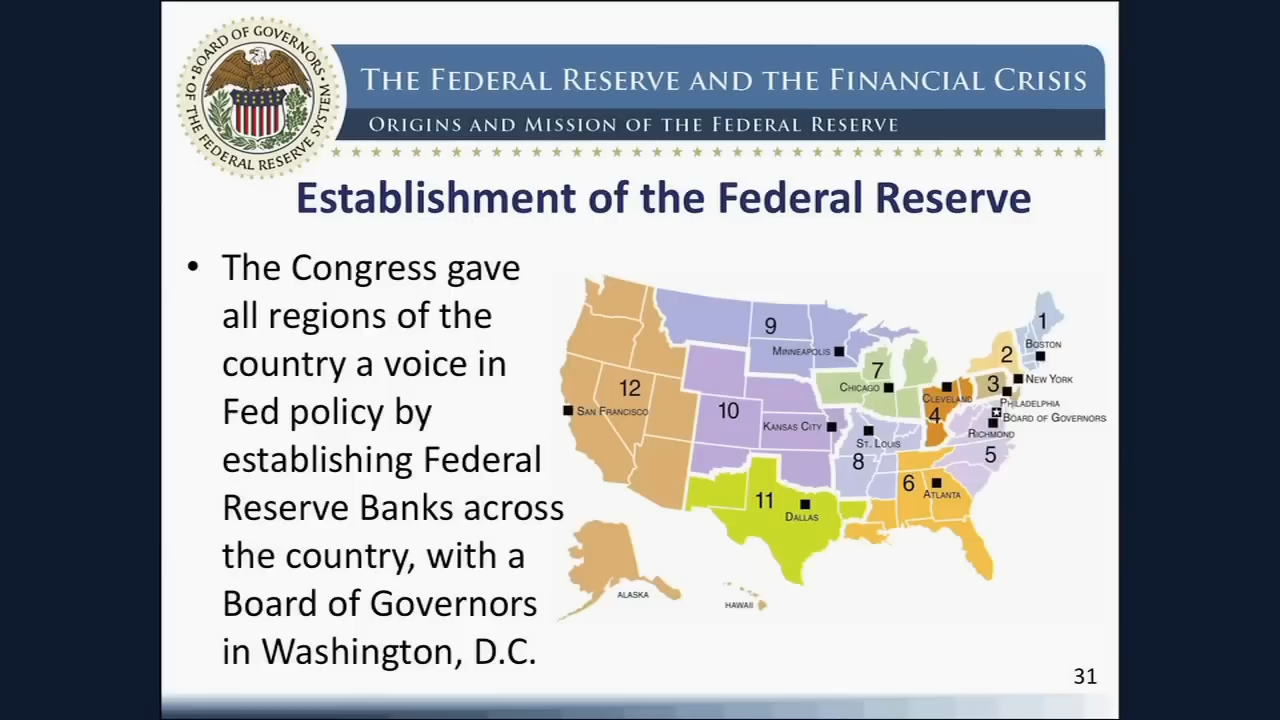 BOARD OF GOVERNORS
OF THE FEDERAL RESERVE SYSTEM
THE FEDERAL RESERVE AND THE FINANCIAL CRISIS
ORIGINS AND MISSION OF THE FEDERAL RESERVE
Establishment of the Federal Reserve
• The Congress gave
all regions of the
country a voice in
Fed policy by
establishing Federal
Reserve Banks across
the country, with a
Board of Governors
in Washington, D.C.
1
BOSTON
2
NEW YORK
3
PHILADELPHIA
BOARD OF GOVERNORS
4
CLEVELAND
RICHMOND
5
6
ATLANTA
7
CHICAGO
8
ST. LOUIS
9
MINNEAPOLIS
10
KANSAS CITY
11
DALLAS
12
SAN FRANCISCO
ALASKA
HAWAII
31